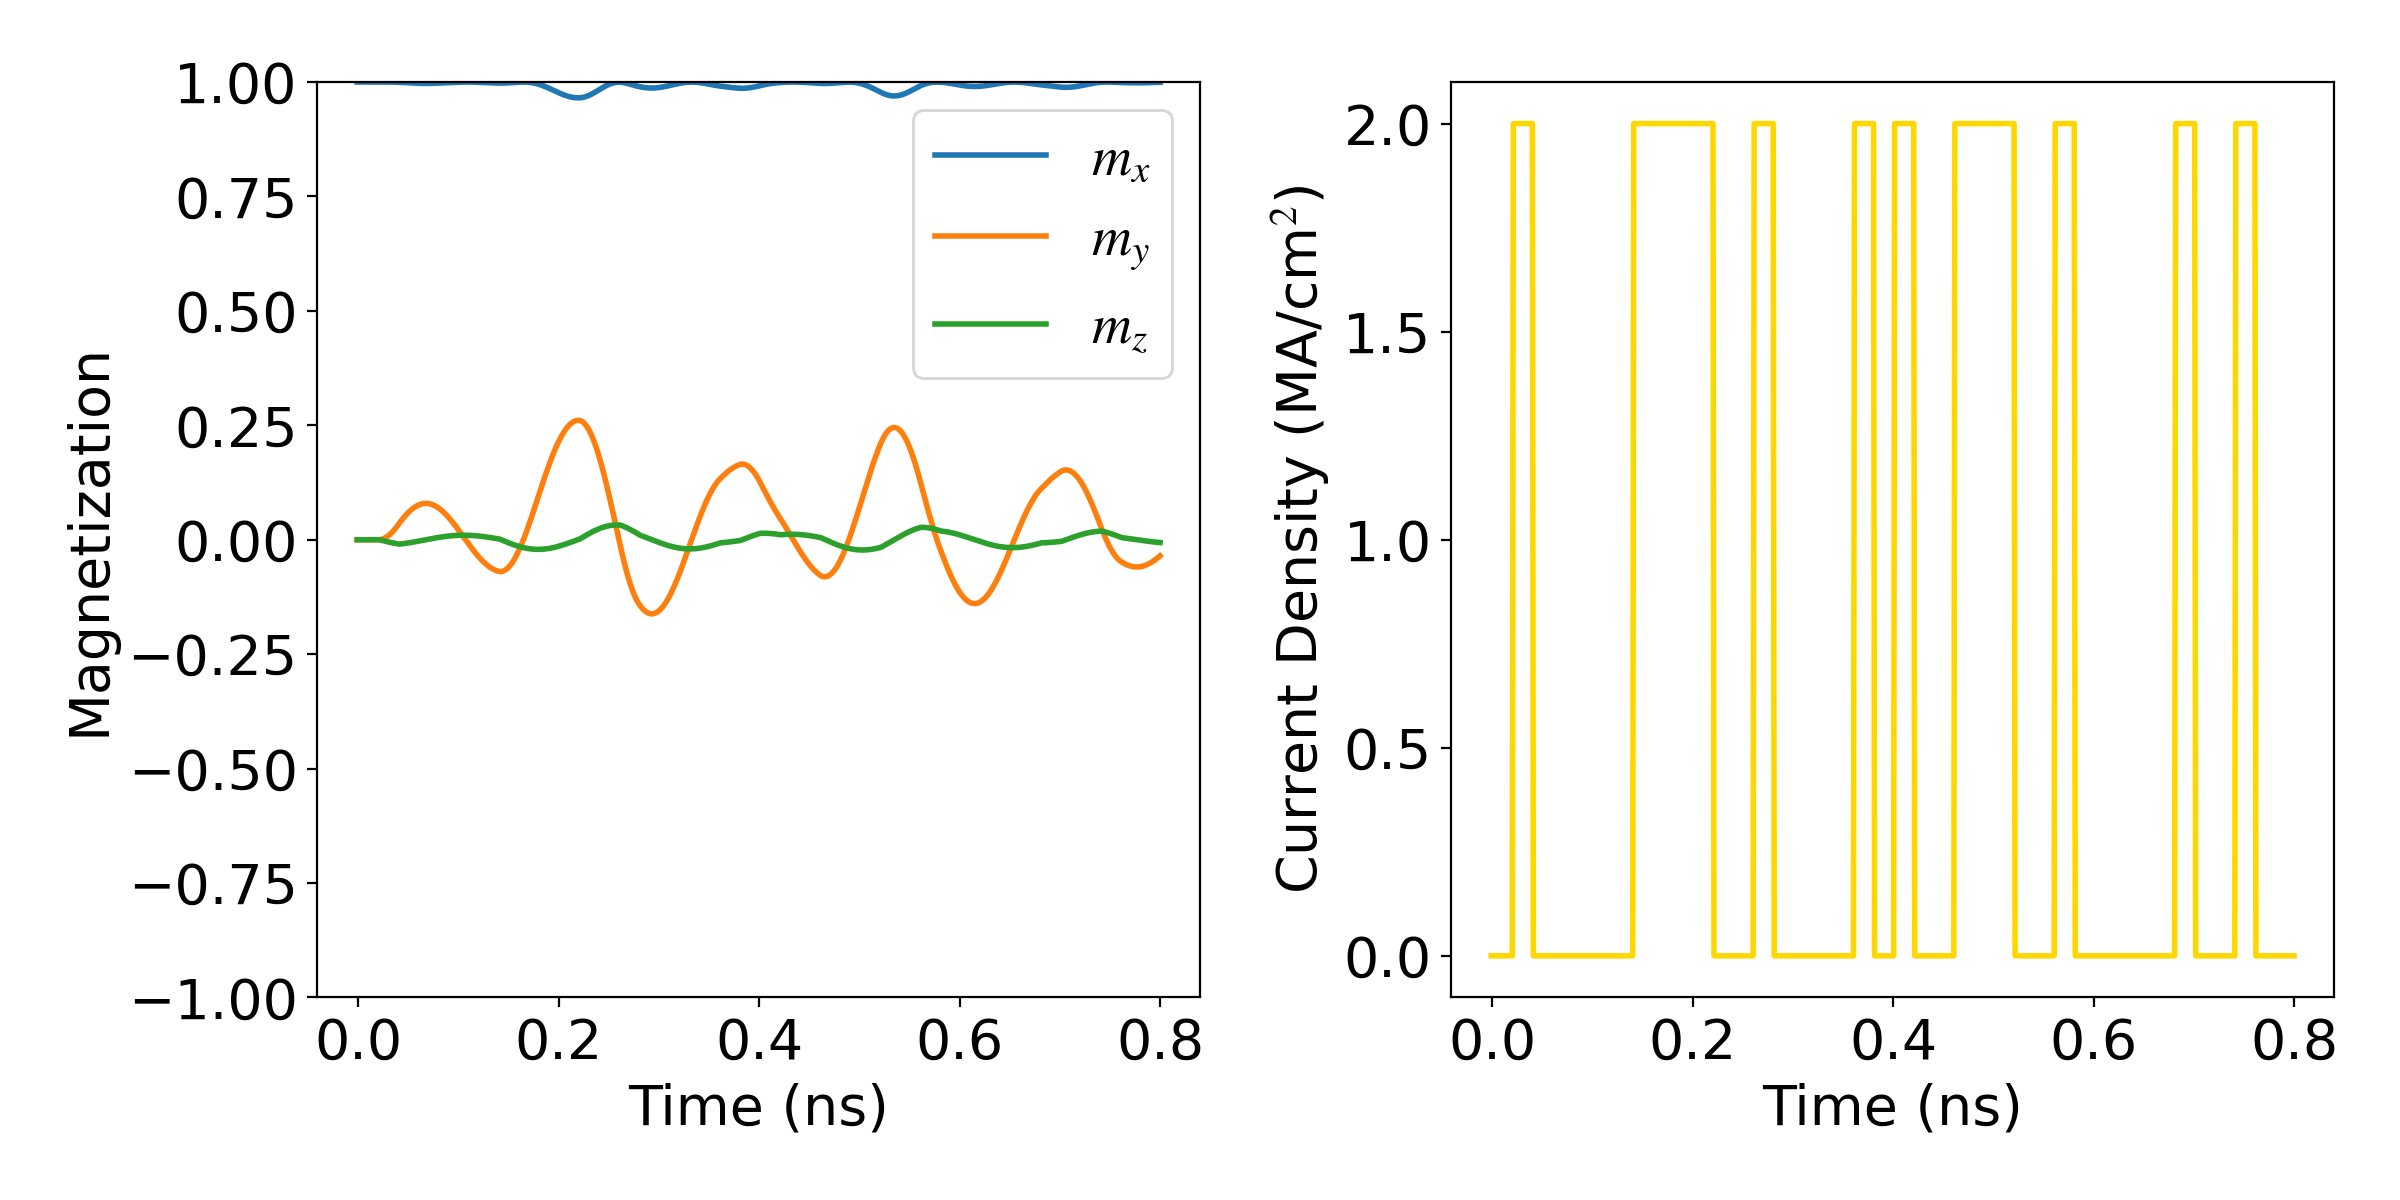 1.00
0.75
0.50
0.25
0.00
−0.25
−0.50
−0.75
−1.00
Magnetization
0.0 0.2 0.4 0.6 0.8
Time (ns)
m_x
m_y
m_z
2.0
1.5
1.0
0.5
0.0
Current Density (MA/cm²)
0.0 0.2 0.4 0.6 0.8
Time (ns)